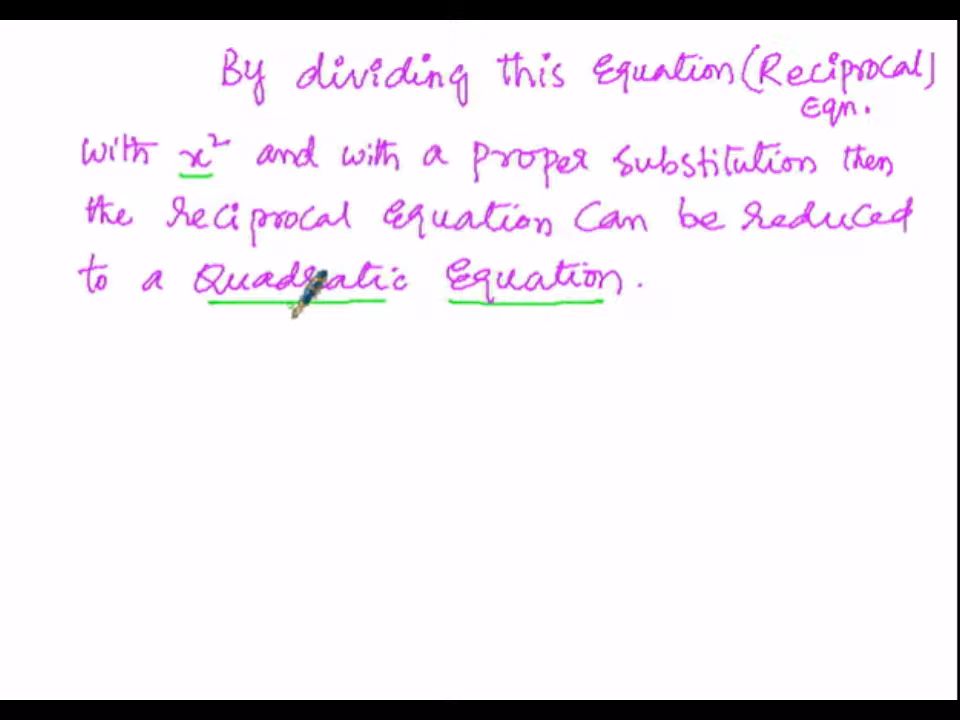 By dividing this Equation (Reciprocal)
Eqn.
with x² and with a proper substitution then
the reciprocal Equation Can be reduced
to a Quadratic Equation.